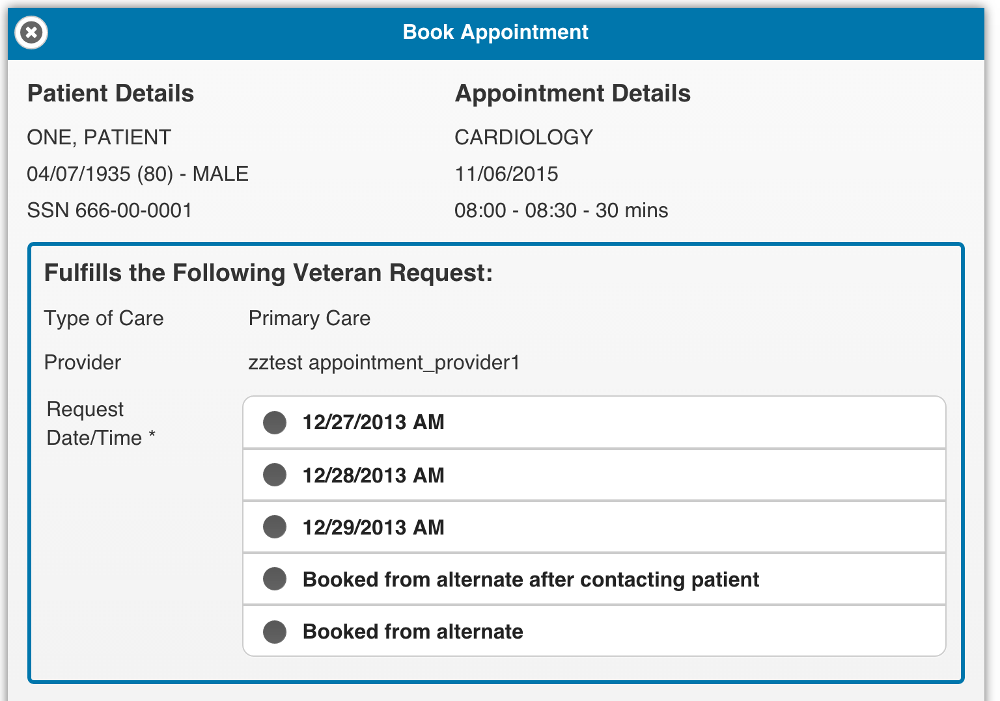 Book Appointment
Patient Details
ONE, PATIENT
04/07/1935 (80) - MALE
SSN 666-00-0001
Appointment Details
CARDIOLOGY
11/06/2015
08:00 - 08:30 - 30 mins
Fulfills the Following Veteran Request:
Type of Care Primary Care
Provider zztest appointment_provider1
Request
Date/Time *
12/27/2013 AM
12/28/2013 AM
12/29/2013 AM
Booked from alternate after contacting patient
Booked from alternate